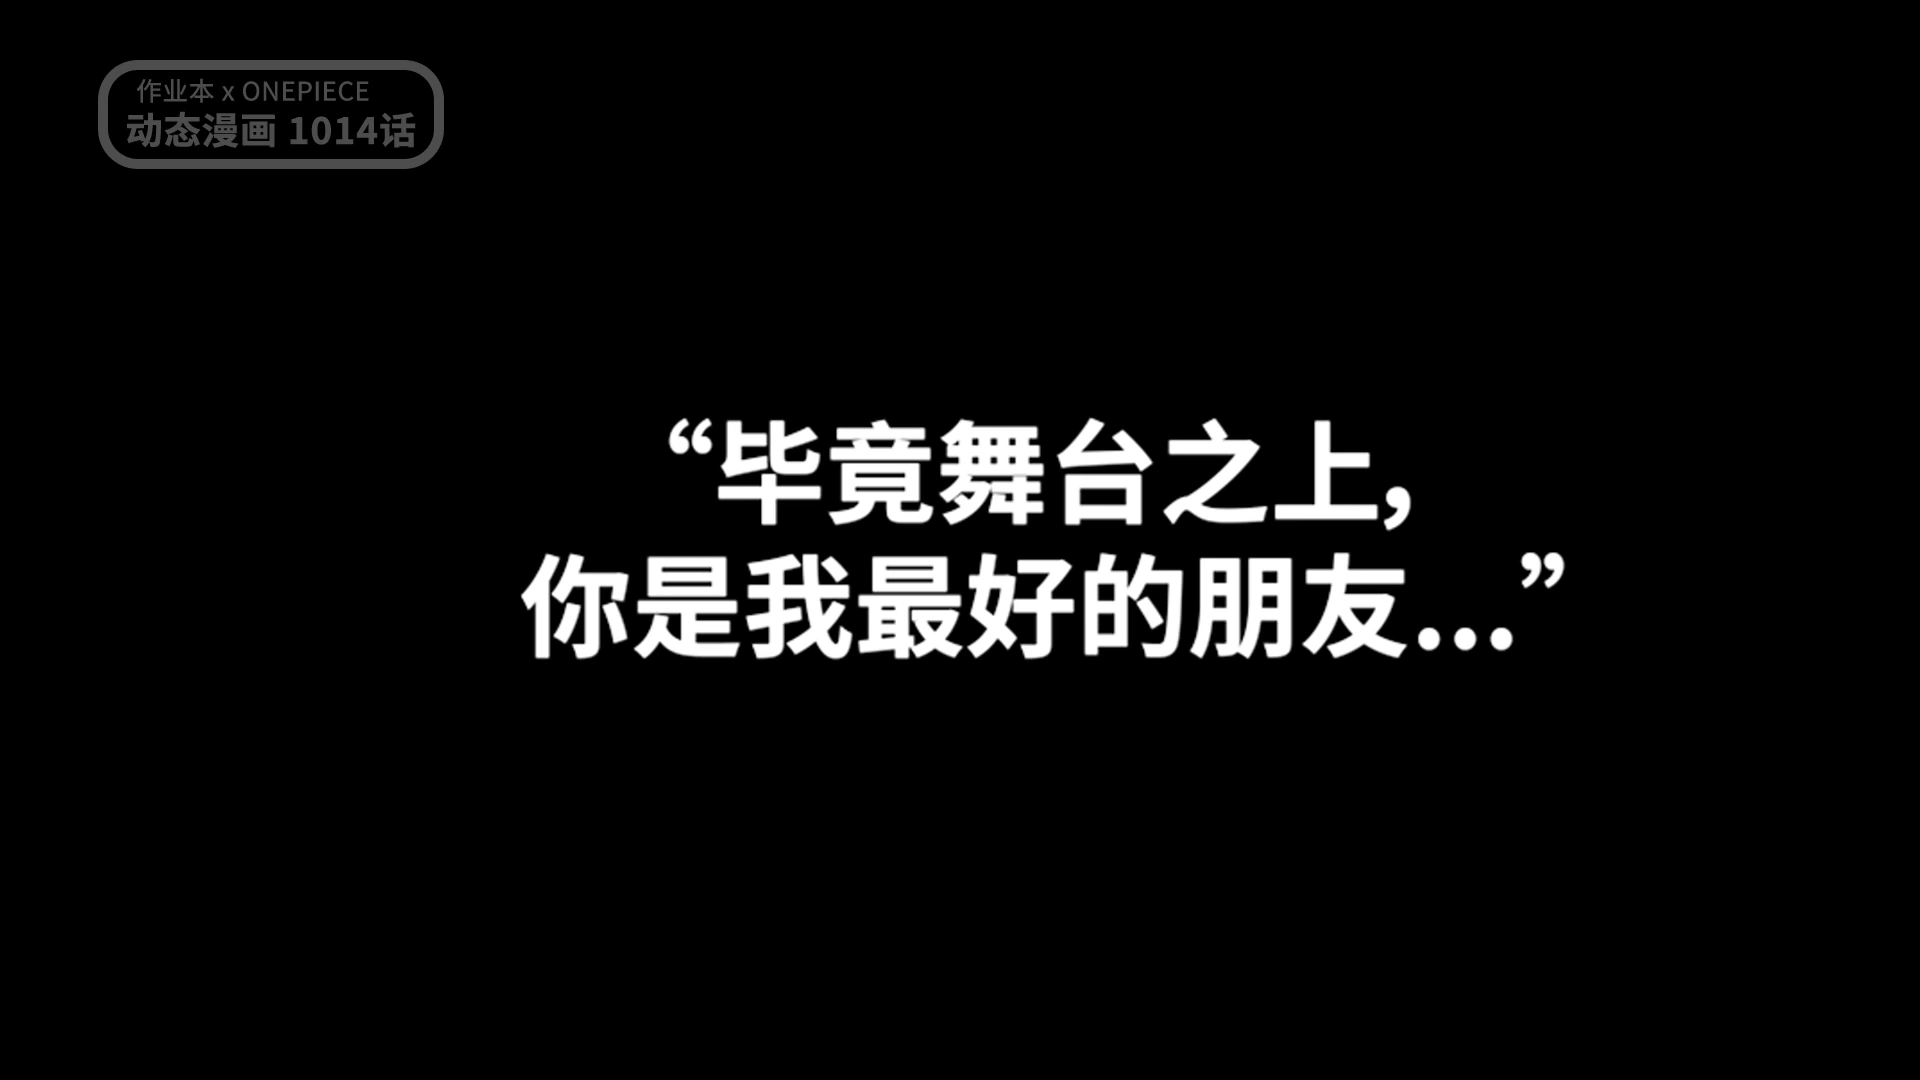 作业本 x ONEPIECE
动态漫画 1014话
“毕竟舞台之上,
你是我最好的朋友...”